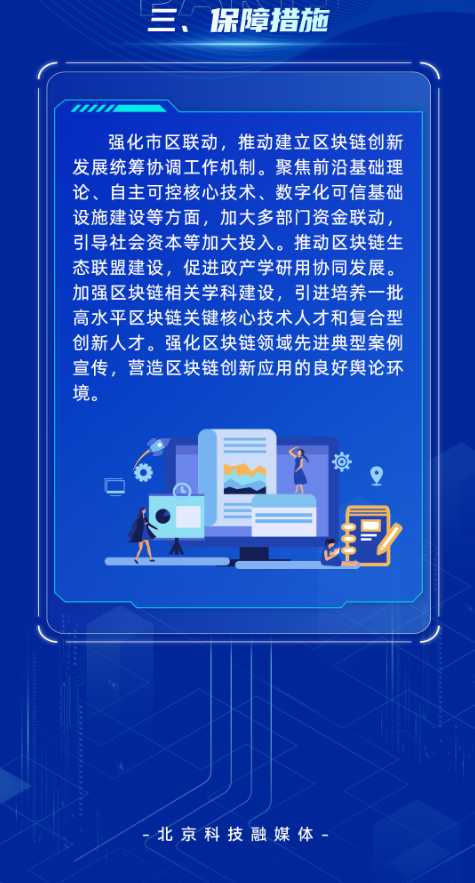 三、保障措施
强化市区联动，推动建立区块链创新
发展统筹协调工作机制。聚焦前沿基础理
论、自主可控核心技术、数字化可信基础
设施建设等方面，加大多部门资金联动，
引导社会资本等加大投入。推动区块链生
态联盟建设，促进政产学研用协同发展。
加强区块链相关学科建设，引进培养一批
高水平区块链关键核心技术人才和复合型
创新人才。强化区块链领域先进典型案例
宣传，营造区块链创新应用的良好舆论环
境。
-北京科技融媒体-